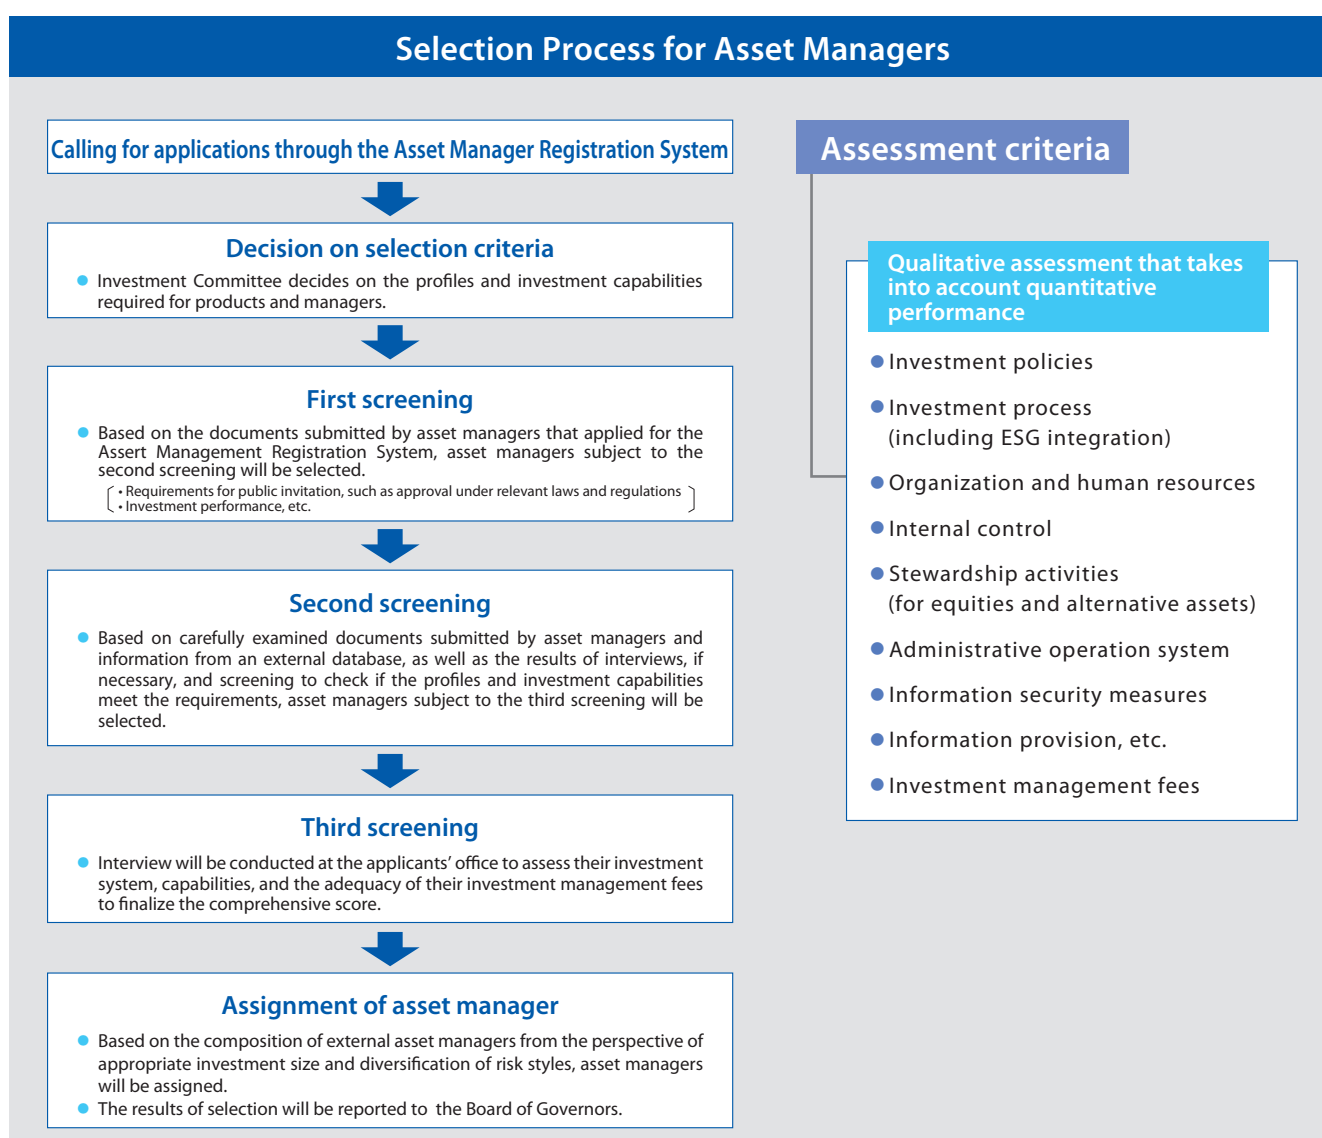 Selection Process for Asset Managers
Calling for applications through the Asset Manager Registration System
Decision on selection criteria
● Investment Committee decides on the profiles and investment capabilities
required for products and managers.
First screening
● Based on the documents submitted by asset managers that applied for the
Assert Management Registration System, asset managers subject to the
second screening will be selected.
• Requirements for public invitation, such as approval under relevant laws and regulations
• Investment performance, etc.
Second screening
● Based on carefully examined documents submitted by asset managers and
information from an external database, as well as the results of interviews, if
necessary, and screening to check if the profiles and investment capabilities
meet the requirements, asset managers subject to the third screening will be
selected.
Third screening
● Interview will be conducted at the applicants’ office to assess their investment
system, capabilities, and the adequacy of their investment management fees
to finalize the comprehensive score.
Assignment of asset manager
● Based on the composition of external asset managers from the perspective of
appropriate investment size and diversification of risk styles, asset managers
will be assigned.
● The results of selection will be reported to the Board of Governors.
Assessment criteria
Qualitative assessment that takes
into account quantitative
performance
● Investment policies
● Investment process
(including ESG integration)
● Organization and human resources
● Internal control
● Stewardship activities
(for equities and alternative assets)
● Administrative operation system
● Information security measures
● Information provision, etc.
● Investment management fees